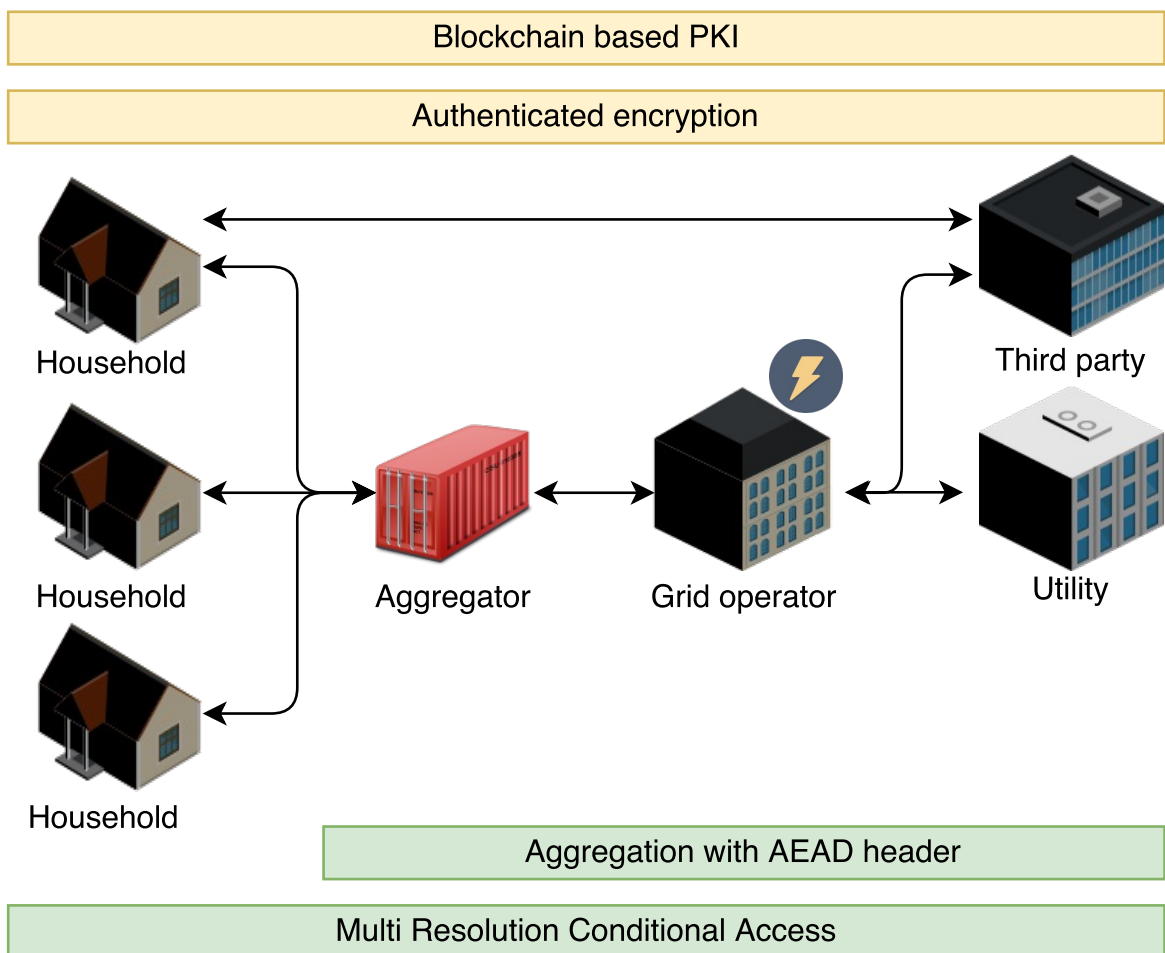 Blockchain based PKI
Authenticated encryption
Household
Third party
Household
Aggregator
Grid operator
Utility
Household
Aggregation with AEAD header
Multi Resolution Conditional Access